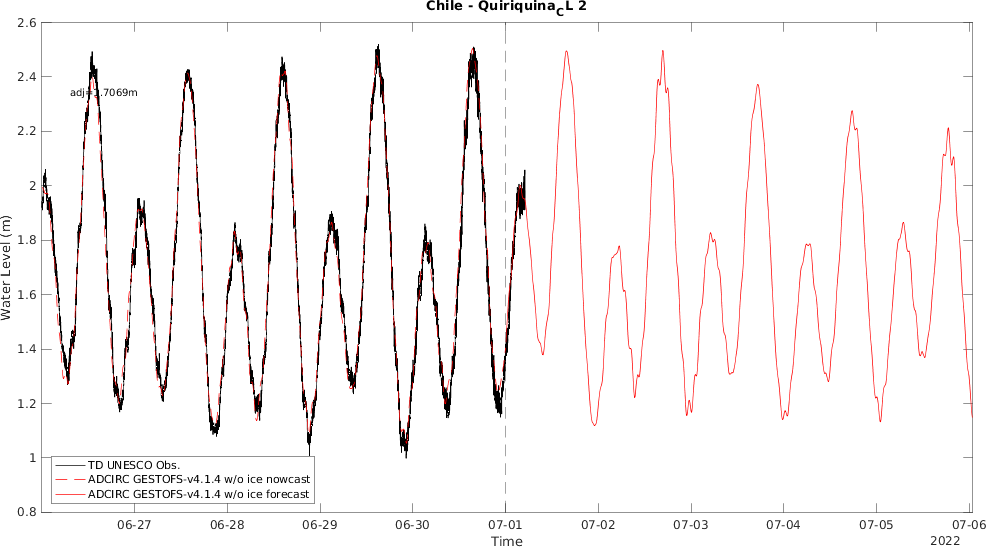 Chile - Quiriquina_CL 2
2.6
2.4
2.2
2
1.8
1.6
1.4
1.2
1
0.8
Water Level (m)
TD UNESCO Obs.
ADCIRC GESTOFS-v4.1.4 w/o ice nowcast
ADCIRC GESTOFS-v4.1.4 w/o ice forecast
06-27 06-28 06-29 06-30 07-01 07-02 07-03 07-04 07-05 07-06
Time
2022